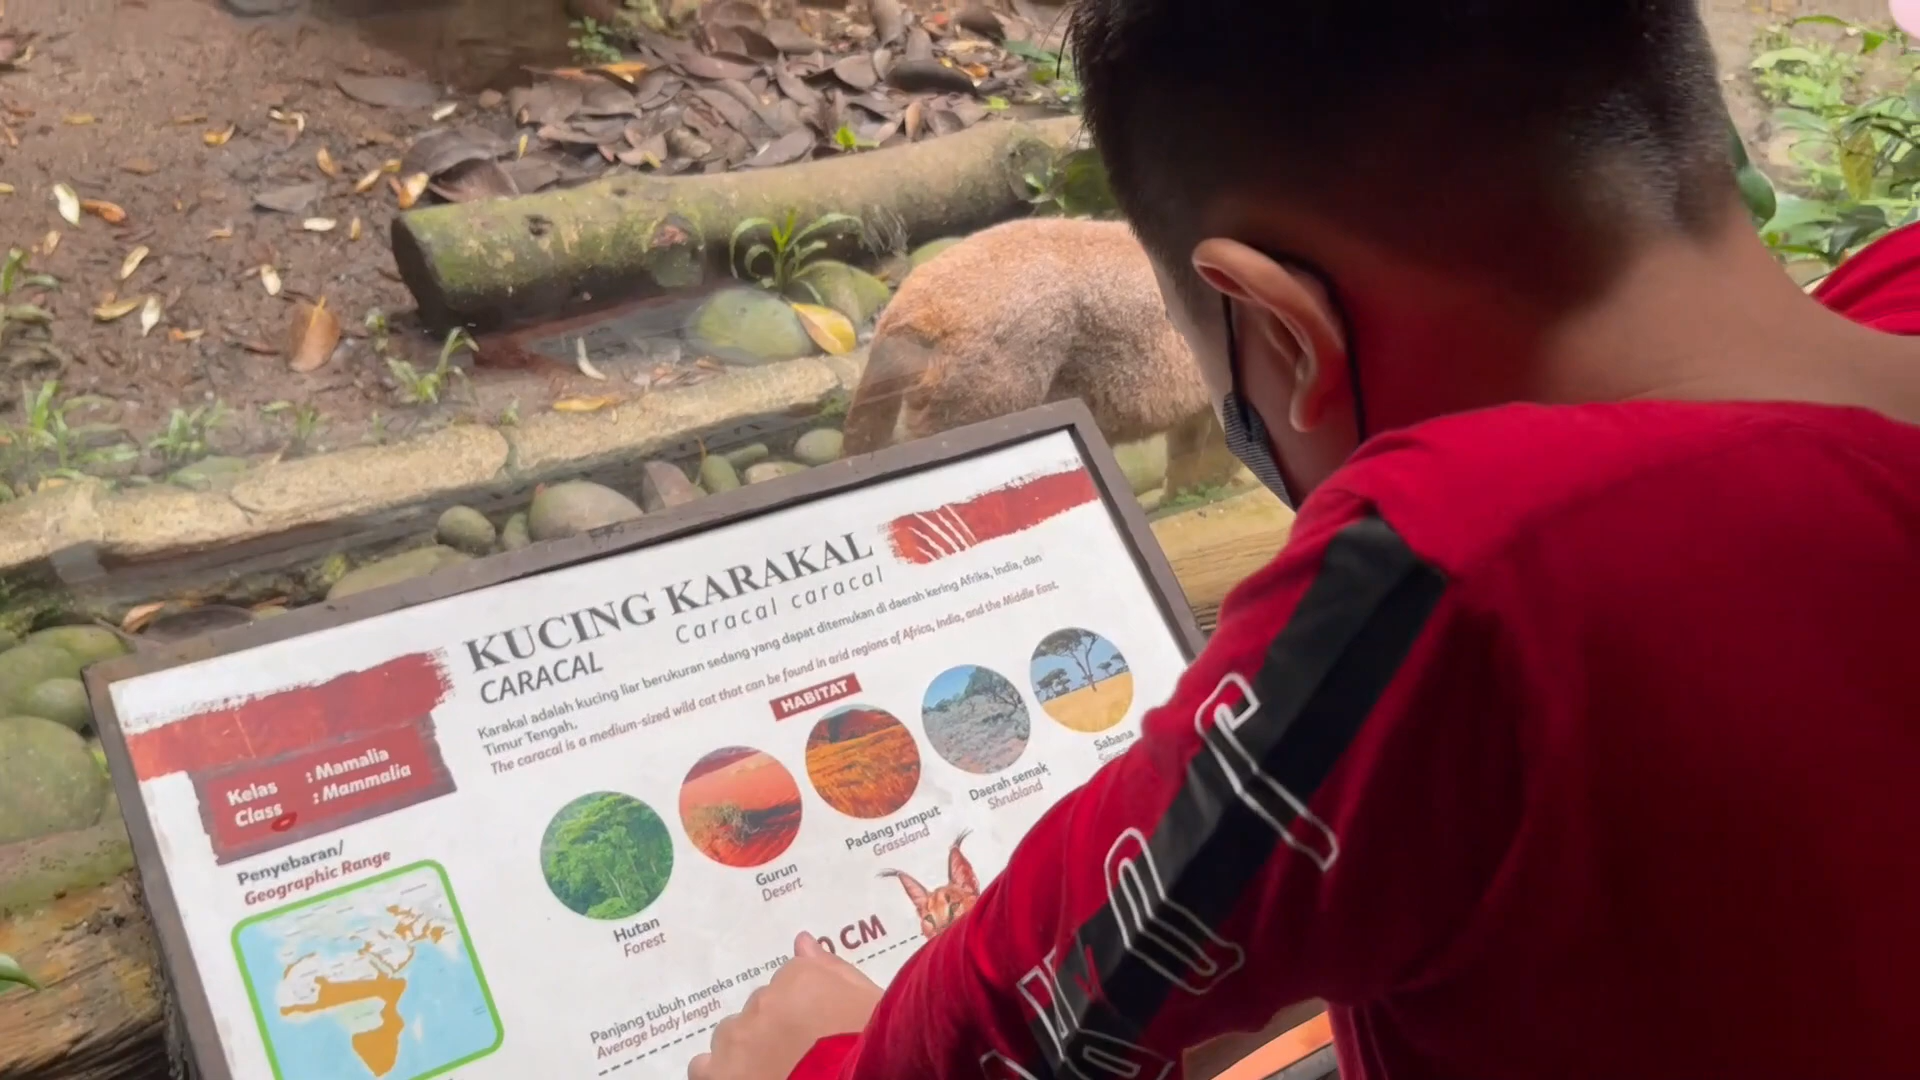 KUCING KARAKAL
Caracal caracal
CARACAL
Karakal adalah kucing liar berukuran sedang yang dapat ditemukan di daerah kering Afrika, India, dan
Timur Tengah.
The caracal is a medium-sized wild cat that can be found in arid regions of Africa, India, and the Middle East.
Kelas : Mamalia
Class : Mammalia
HABITAT
Hutan
Forest
Gurun
Desert
Padang rumput
Grassland
Daerah semak
Shrubland
Sabana
Penyebaran/
Geographic Range
Panjang tubuh mereka rata-rata
Average body length
CM